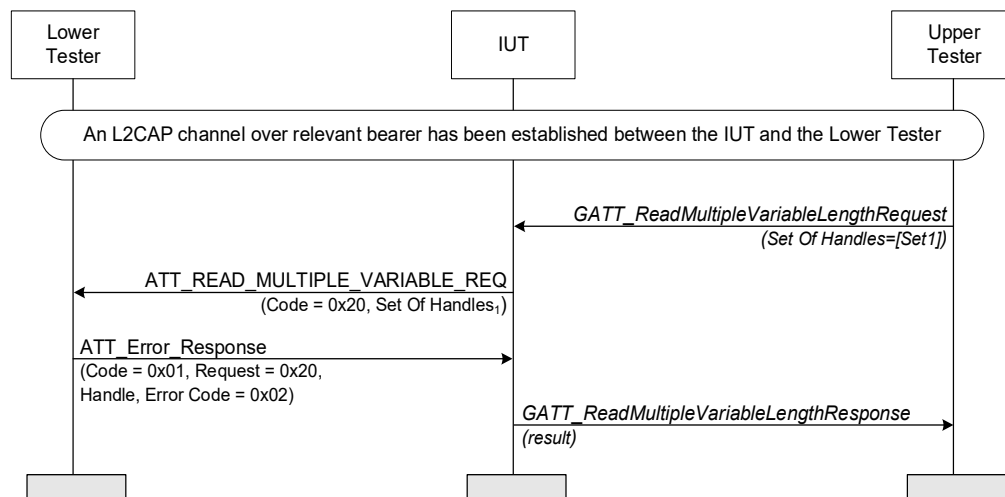 Lower
Tester
IUT
Upper
Tester
An L2CAP channel over relevant bearer has been established between the IUT and the Lower Tester
GATT_ReadMultipleVariableLengthRequest
(Set Of Handles=[Set1])
ATT_READ_MULTIPLE_VARIABLE_REQ
(Code = 0x20, Set Of Handles₁)
ATT_Error_Response
(Code = 0x01, Request = 0x20,
Handle, Error Code = 0x02)
GATT_ReadMultipleVariableLengthResponse
(result)